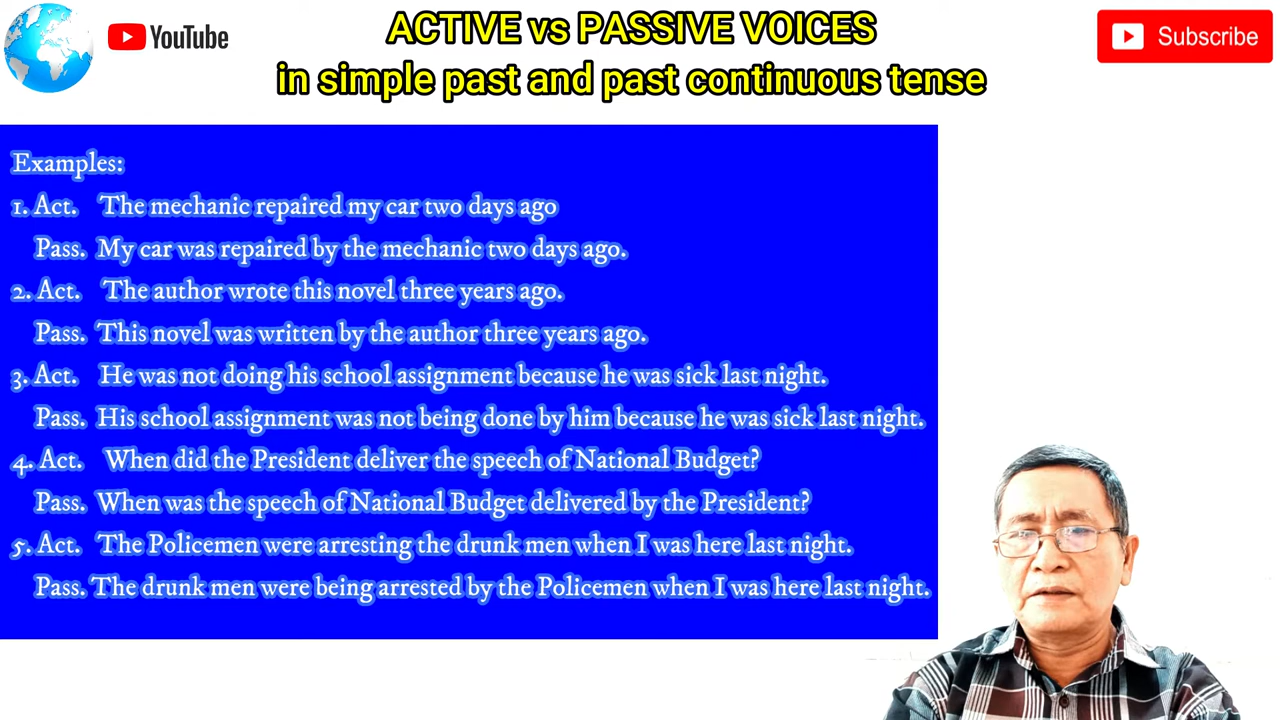 YouTube
ACTIVE vs PASSIVE VOICES
in simple past and past continuous tense
Subscribe
Examples:
1. Act. The mechanic repaired my car two days ago
Pass. My car was repaired by the mechanic two days ago.
2. Act. The author wrote this novel three years ago.
Pass. This novel was written by the author three years ago.
3. Act. He was not doing his school assignment because he was sick last night.
Pass. His school assignment was not being done by him because he was sick last night.
4. Act. When did the President deliver the speech of National Budget?
Pass. When was the speech of National Budget delivered by the President?
5. Act. The Policemen were arresting the drunk men when I was here last night.
Pass. The drunk men were being arrested by the Policemen when I was here last night.